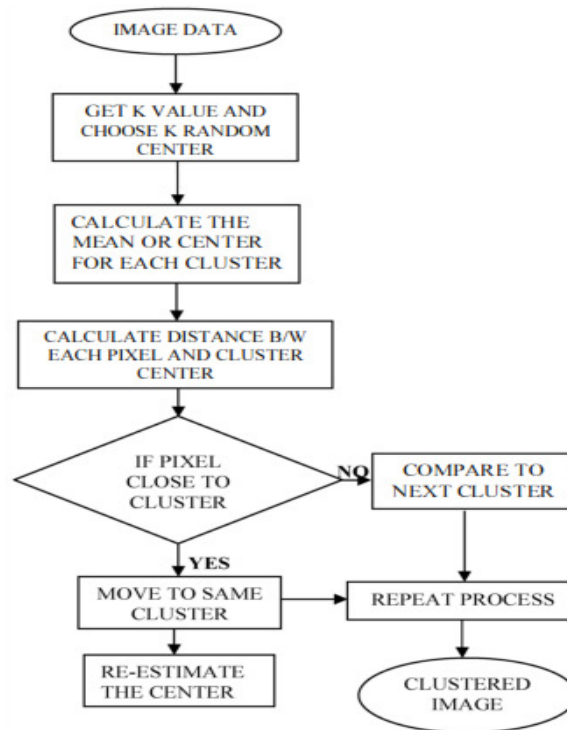 IMAGE DATA
GET K VALUE AND
CHOOSE K RANDOM
CENTER
CALCULATE THE
MEAN OR CENTER
FOR EACH CLUSTER
CALCULATE DISTANCE B/W
EACH PIXEL AND CLUSTER
CENTER
IF PIXEL
CLOSE TO
CLUSTER
NO
COMPARE TO
NEXT CLUSTER
YES
MOVE TO SAME
CLUSTER
REPEAT PROCESS
RE-ESTIMATE
THE CENTER
CLUSTERED
IMAGE